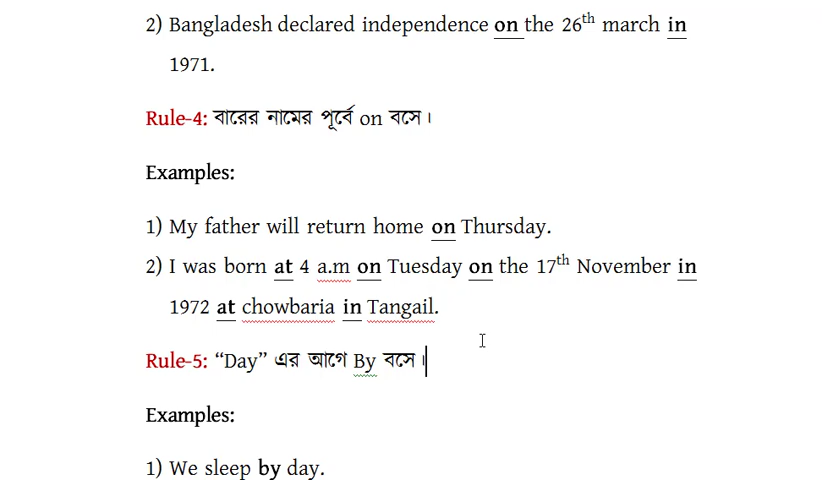 2) Bangladesh declared independence on the 26th march in
1971.
Rule-4: বারের নামের পূর্বে on বসে।
Examples:
1) My father will return home on Thursday.
2) I was born at 4 a.m on Tuesday on the 17th November in
1972 at chowbaria in Tangail.
Rule-5: “Day” এর আগে By বসে।
Examples:
1) We sleep by day.